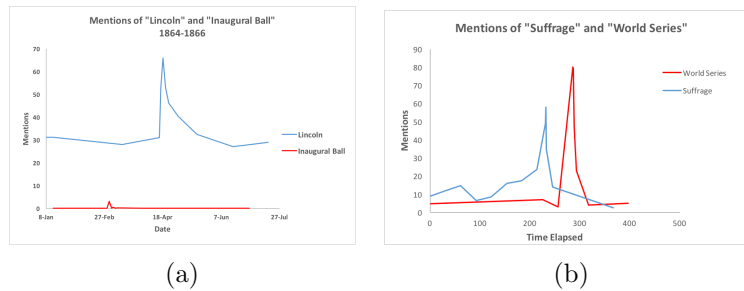 Mentions of "Lincoln" and "Inaugural Ball"
1864-1866
70
60
50
40
30
20
10
0
Mentions
8-Jan 27-Feb 18-Apr 7-Jun 27-Jul
Date
Lincoln
Inaugural Ball
(a)
Mentions of "Suffrage" and "World Series"
90
80
70
60
50
40
30
20
10
0
Mentions
0 100 200 300 400 500
Time Elapsed
World Series
Suffrage
(b)